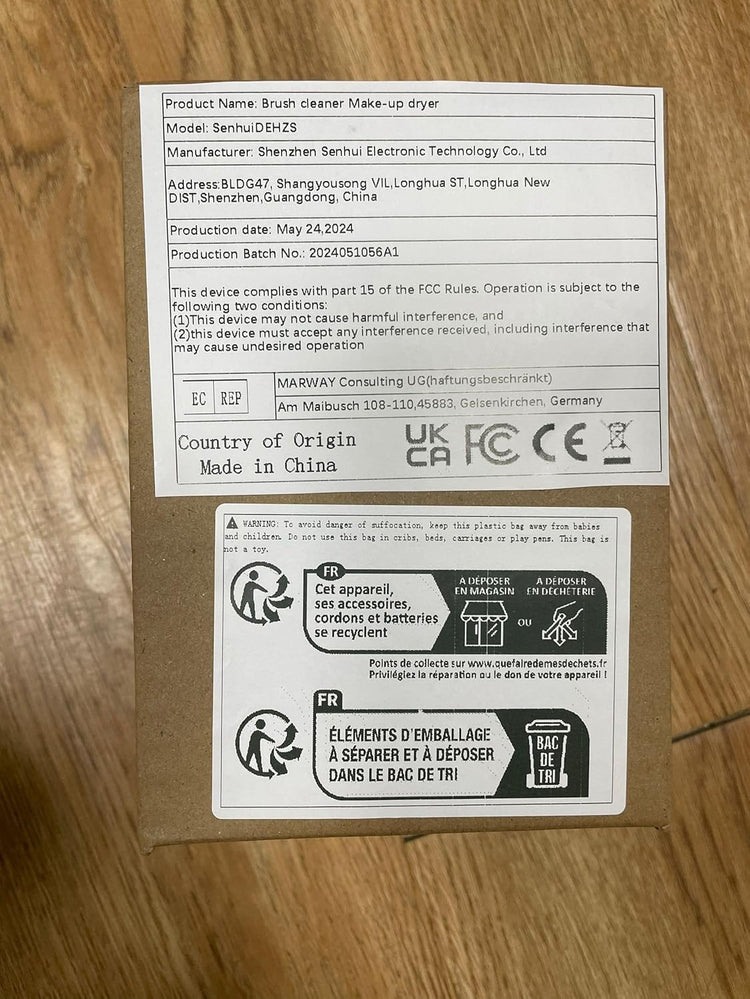 Product Name: Brush cleaner Make-up dryer
Model: SenhuiDEHZS
Manufacturer: Shenzhen Senhui Electronic Technology Co., Ltd
Address:BLDG47, Shangyousong VIL,Longhua ST,Longhua New
DIST,Shenzhen,Guangdong, China
Production date: May 24,2024
Production Batch No.: 2024051056A1
This device complies with part 15 of the FCC Rules. Operation is subject to the
following two conditions:
(1)This device may not cause harmful interference, and
(2)this device must accept any interference received, including interference that
may cause undesired operation
EC REP
MARWAY Consulting UG(haftungsbeschränkt)
Am Maibusch 108-110,45883, Gelsenkirchen, Germany
Country of Origin
Made in China
UK
CA
FC
CE
WARNING: To avoid danger of suffocation, keep this plastic bag away from babies
and children. Do not use this bag in cribs, beds, carriages or play pens. This bag is
not a toy.
FR
Cet appareil,
ses accessoires,
cordons et batteries
se recyclent
A DÉPOSER
EN MAGASIN
OU
A DÉPOSER
EN DÉCHÈTERIE
Points de collecte sur www.quefairedemesdechets.fr
Privilégiez la réparation ou le don de votre appareil !
FR
ÉLÉMENTS D'EMBALLAGE
À SÉPARER ET À DÉPOSER
DANS LE BAC DE TRI
BAC
DE
TRI